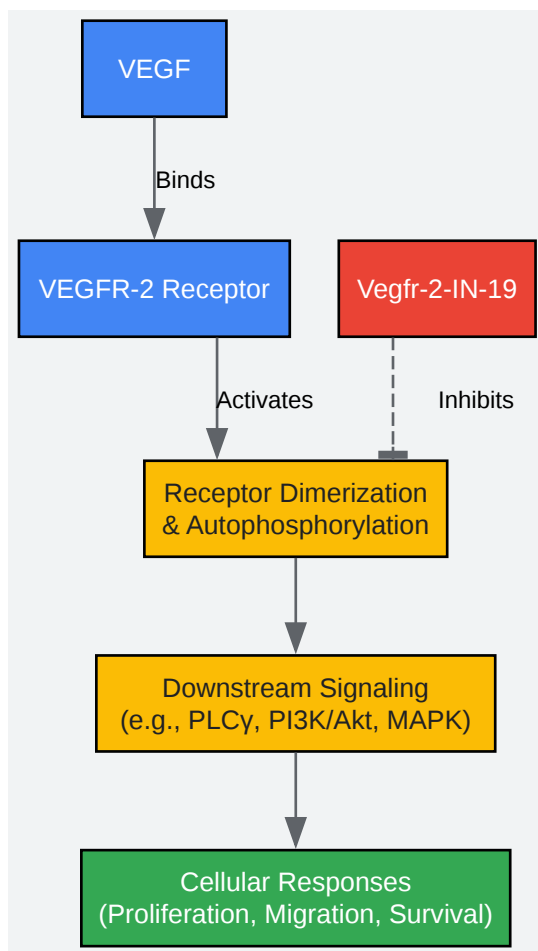 VEGF
Binds
VEGFR-2 Receptor
Vegfr-2-IN-19
Activates
Inhibits
Receptor Dimerization
& Autophosphorylation
Downstream Signaling
(e.g., PLCγ, PI3K/Akt, MAPK)
Cellular Responses
(Proliferation, Migration, Survival)